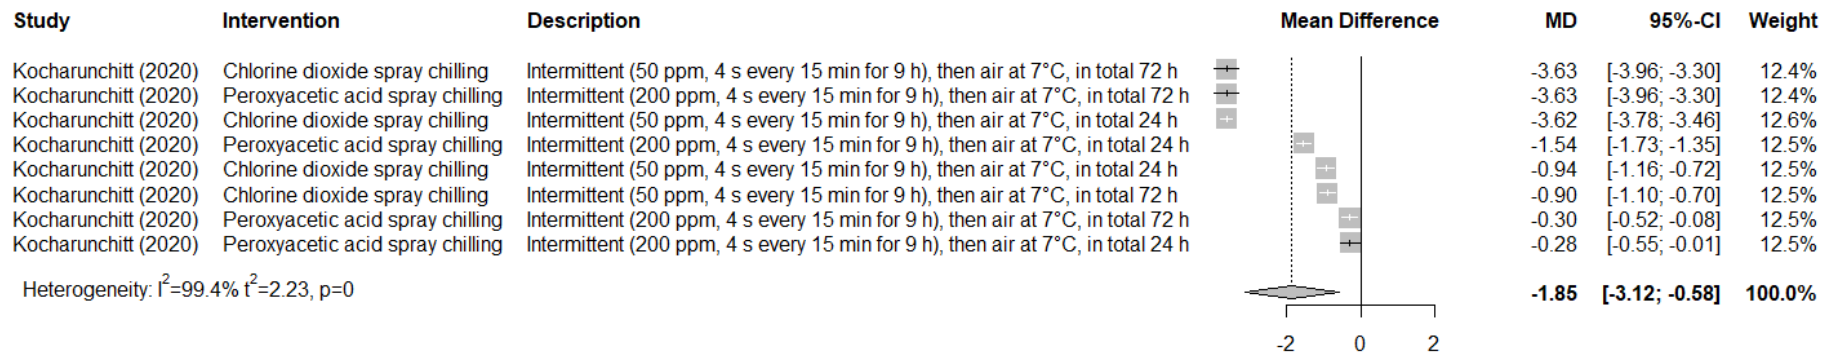 Study Intervention Description Mean Difference MD 95%-CI Weight
Kocharunchitt (2020) Chlorine dioxide spray chilling Intermittent (50 ppm, 4 s every 15 min for 9 h), then air at 7°C, in total 72 h -3.63 [-3.96; -3.30] 12.4%
Kocharunchitt (2020) Peroxyacetic acid spray chilling Intermittent (200 ppm, 4 s every 15 min for 9 h), then air at 7°C, in total 72 h -3.63 [-3.96; -3.30] 12.4%
Kocharunchitt (2020) Chlorine dioxide spray chilling Intermittent (50 ppm, 4 s every 15 min for 9 h), then air at 7°C, in total 24 h -3.62 [-3.78; -3.46] 12.6%
Kocharunchitt (2020) Peroxyacetic acid spray chilling Intermittent (200 ppm, 4 s every 15 min for 9 h), then air at 7°C, in total 24 h -1.54 [-1.73; -1.35] 12.5%
Kocharunchitt (2020) Chlorine dioxide spray chilling Intermittent (50 ppm, 4 s every 15 min for 9 h), then air at 7°C, in total 24 h -0.94 [-1.16; -0.72] 12.5%
Kocharunchitt (2020) Chlorine dioxide spray chilling Intermittent (50 ppm, 4 s every 15 min for 9 h), then air at 7°C, in total 72 h -0.90 [-1.10; -0.70] 12.5%
Kocharunchitt (2020) Peroxyacetic acid spray chilling Intermittent (200 ppm, 4 s every 15 min for 9 h), then air at 7°C, in total 72 h -0.30 [-0.52; -0.08] 12.5%
Kocharunchitt (2020) Peroxyacetic acid spray chilling Intermittent (200 ppm, 4 s every 15 min for 9 h), then air at 7°C, in total 24 h -0.28 [-0.55; -0.01] 12.5%
Heterogeneity: I²=99.4% t²=2.23, p=0 -1.85 [-3.12; -0.58] 100.0%
-2 0 2